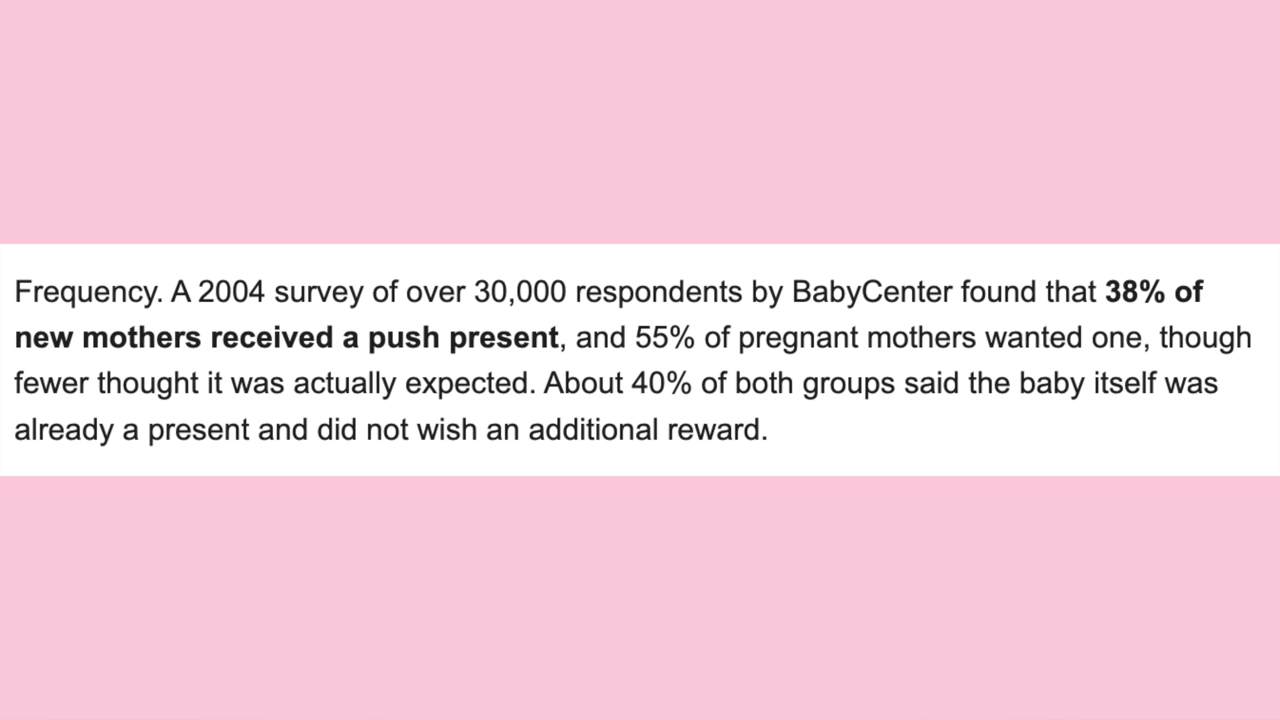 Frequency. A 2004 survey of over 30,000 respondents by BabyCenter found that 38% of
new mothers received a push present, and 55% of pregnant mothers wanted one, though
fewer thought it was actually expected. About 40% of both groups said the baby itself was
already a present and did not wish an additional reward.